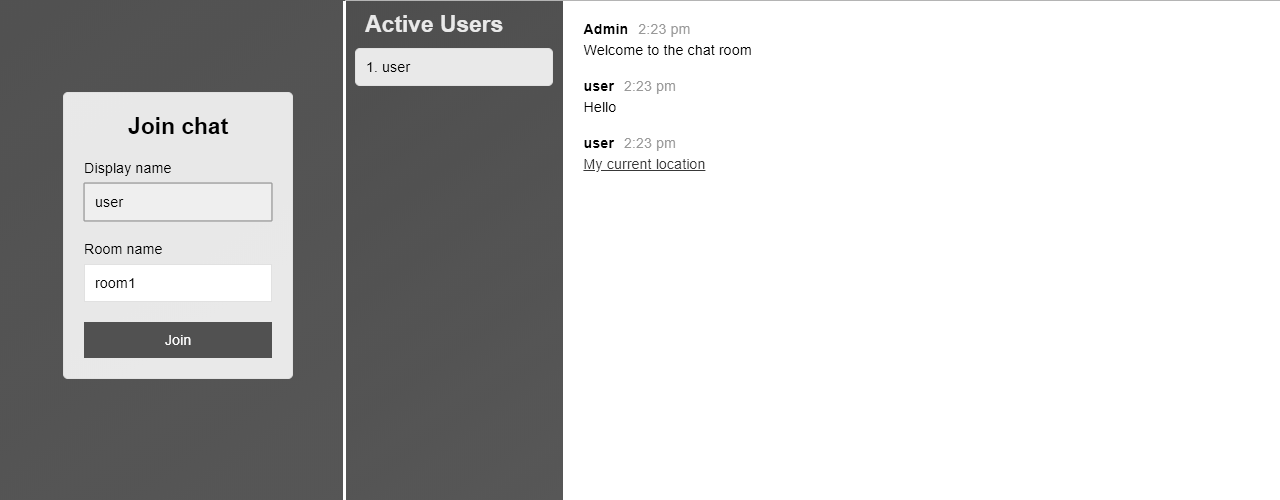 Join chat
Display name
user
Room name
room1
Join
Active Users
1. user
Admin 2:23 pm
Welcome to the chat room
user 2:23 pm
Hello
user 2:23 pm
My current location